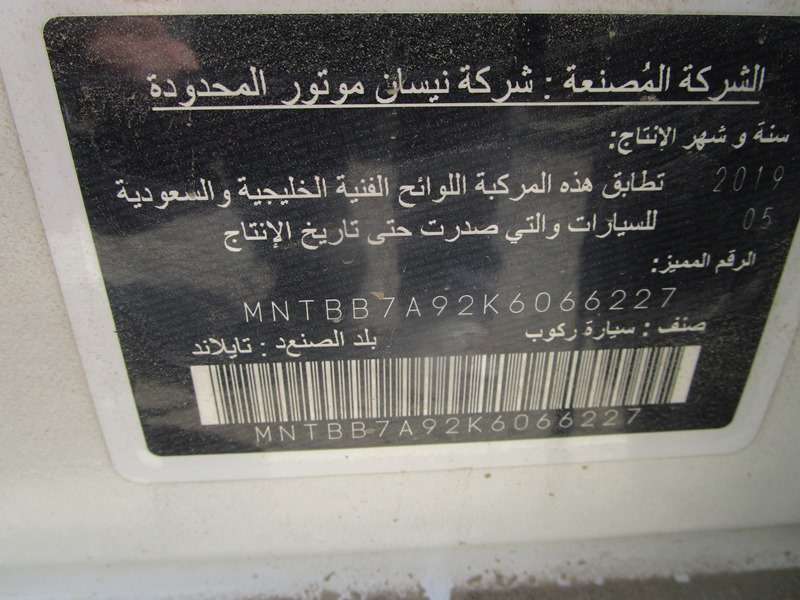 الشركة المُصنعة : شركة نيسان موتور المحدودة
سنة و شهر الانتاج:
2019 تطابق هذه المركبة اللوائح الفنية الخليجية والسعودية
05 للسيارات والتي صدرت حتى تاريخ الإنتاج
الرقم المميز:
MNTBB7A92K6066227
صنف : سيارة ركوب بلد الصنع : تايلاند
MNTBB7A92K6066227